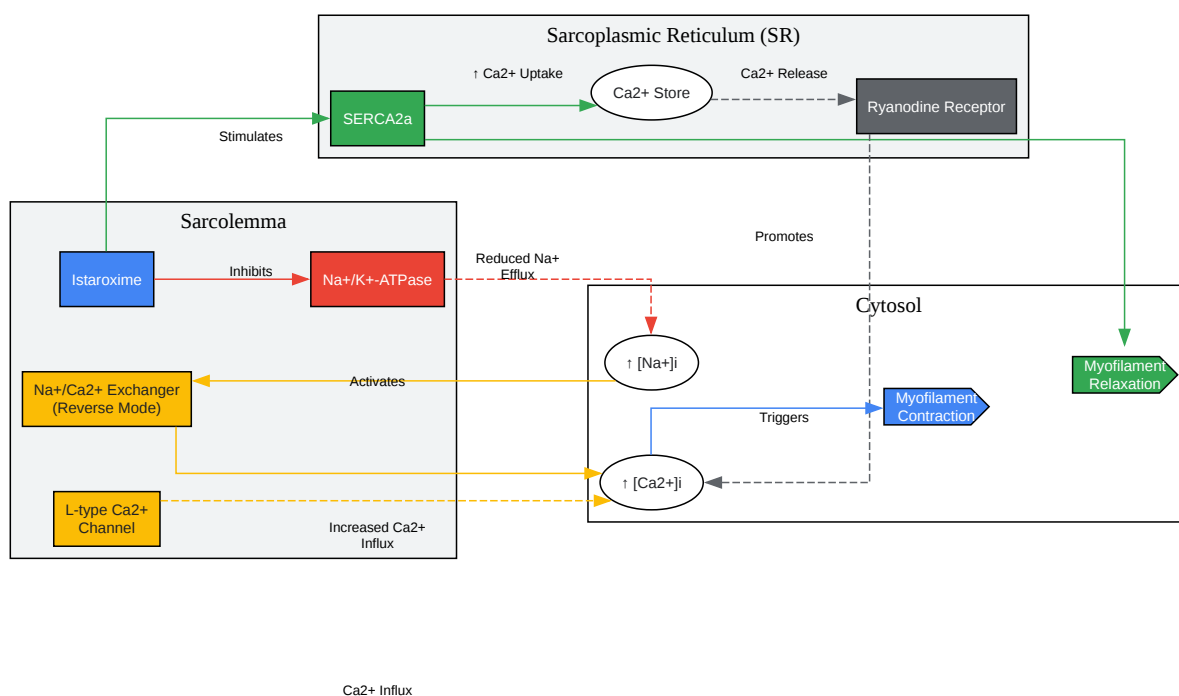 Sarcoplasmic Reticulum (SR)
↑ Ca2+ Uptake
Ca2+ Release
Ca2+ Store
SERCA2a
Ryanodine Receptor
Stimulates
Sarcolemma
Promotes
Istaroxime
Inhibits
Na+/K+-ATPase
Reduced Na+
Efflux
Cytosol
↑ [Na+]i
Myofilament
Relaxation
Na+/Ca2+ Exchanger
(Reverse Mode)
Activates
Myofilament
Contraction
Triggers
↑ [Ca2+]i
L-type Ca2+
Channel
Increased Ca2+
Influx
Ca2+ Influx